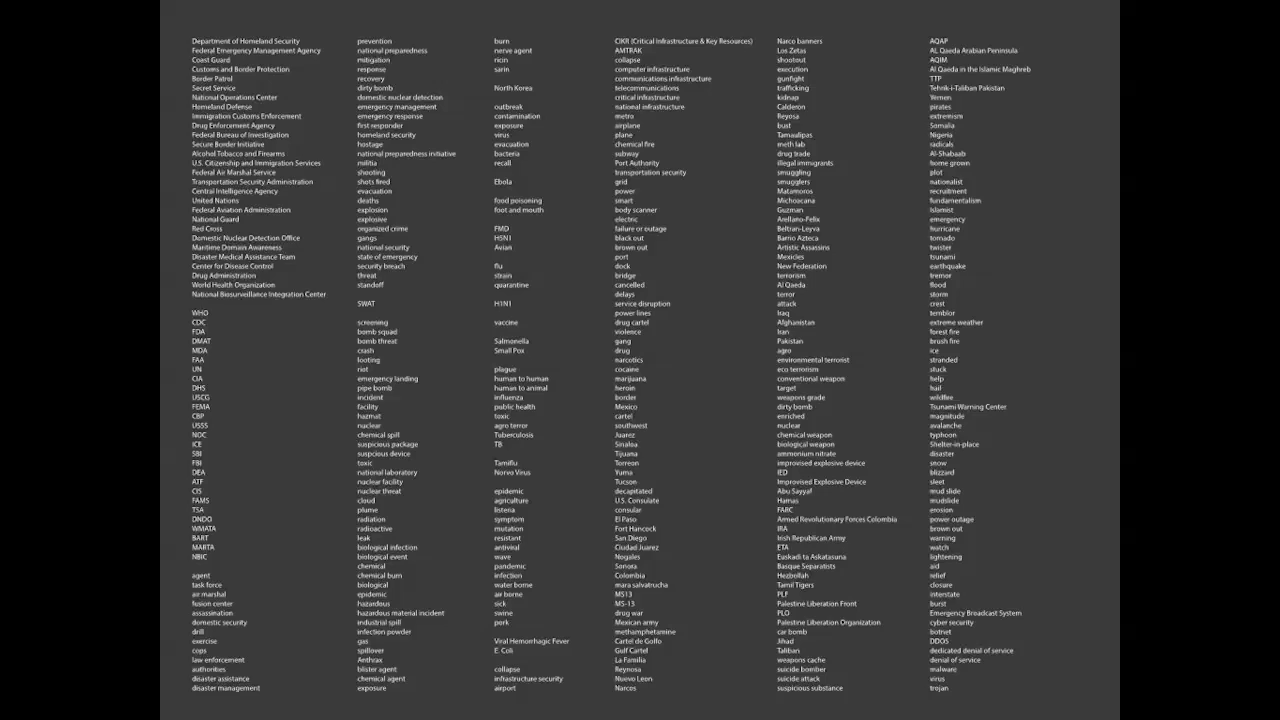 Department of Homeland Security
Federal Emergency Management Agency
Coast Guard
Customs and Border Protection
Border Patrol
Secret Service
National Operations Center
Homeland Defense
Immigration Customs Enforcement
Drug Enforcement Agency
Federal Bureau of Investigation
Secure Border Initiative
Alcohol Tobacco and Firearms
U.S. Citizenship and Immigration Services
Federal Air Marshal Service
Transportation Security Administration
Central Intelligence Agency
United Nations
Federal Aviation Administration
National Guard
Red Cross
Domestic Nuclear Detection Office
Maritime Domain Awareness
Disaster Medical Assistance Team
Center for Disease Control
Drug Administration
World Health Organization
National Biosurveillance Integration Center
WHO
CDC
FDA
DMAT
MDA
FAA
UN
CIA
DHS
USCG
FEMA
CBP
USSS
NOC
ICE
SBI
FBI
DEA
ATF
CIS
FAMS
TSA
DNDO
WMATA
BART
MARTA
NBIC
agent
task force
air marshal
fusion center
assassination
domestic security
drill
exercise
cops
law enforcement
authorities
disaster assistance
disaster management
prevention
national preparedness
mitigation
response
recovery
dirty bomb
domestic nuclear detection
emergency management
emergency response
first responder
homeland security
hostage
national preparedness initiative
militia
shooting
shots fired
evacuation
deaths
explosion
explosive
organized crime
gangs
national security
state of emergency
security breach
threat
standoff
SWAT
screening
bomb squad
bomb threat
crash
looting
riot
emergency landing
pipe bomb
incident
facility
hazmat
nuclear
chemical spill
suspicious package
suspicious device
toxic
national laboratory
nuclear facility
nuclear threat
cloud
plume
radiation
radioactive
leak
biological infection
biological event
chemical
chemical burn
biological
epidemic
hazardous
hazardous material incident
industrial spill
infection powder
gas
spillover
Anthrax
blister agent
chemical agent
exposure
burn
nerve agent
ricin
sarin
North Korea
outbreak
contamination
exposure
virus
evacuation
bacteria
recall
Ebola
food poisoning
foot and mouth
FMD
H5N1
Avian
flu
strain
quarantine
H1N1
vaccine
Salmonella
Small Pox
plague
human to human
human to animal
influenza
public health
toxic
agro terror
Tuberculosis
TB
Tamiflu
Norvo Virus
epidemic
agriculture
listeria
symptom
mutation
resistant
antiviral
wave
pandemic
infection
water borne
air borne
sick
swine
pork
Viral Hemorrhagic Fever
E. Coli
collapse
infrastructure security
airport
CIKR (Critical Infrastructure & Key Resources)
AMTRAK
collapse
computer infrastructure
communications infrastructure
telecommunications
critical infrastructure
national infrastructure
metro
airplane
plane
chemical fire
subway
Port Authority
transportation security
grid
power
smart
body scanner
electric
failure or outage
black out
brown out
port
dock
bridge
cancelled
delays
service disruption
power lines
drug cartel
violence
gang
drug
narcotics
cocaine
marijuana
heroin
border
Mexico
cartel
southwest
Juarez
Sinaloa
Tijuana
Torreon
Yuma
Tucson
decapitated
U.S. Consulate
consular
El Paso
Fort Hancock
San Diego
Ciudad Juarez
Nogales
Sonora
Colombia
mara salvatrucha
MS13
MS-13
drug war
Mexican army
methamphetamine
Cartel de Golfo
Gulf Cartel
La Familia
Reynosa
Nuevo Leon
Narcos
Narco banners
Los Zetas
shootout
execution
gunfight
trafficking
kidnap
Calderon
Reyosa
bust
Tamaulipas
meth lab
drug trade
illegal immigrants
smuggling
smugglers
Matamoros
Michoacana
Guzman
Arellano-Felix
Beltran-Leyva
Barrio Azteca
Artistic Assassins
Mexicles
New Federation
terrorism
Al Qaeda
terror
attack
Iraq
Afghanistan
Iran
Pakistan
agro
environmental terrorist
eco terrorism
conventional weapon
target
weapons grade
dirty bomb
enriched
nuclear
chemical weapon
biological weapon
ammonium nitrate
improvised explosive device
IED
Improvised Explosive Device
Abu Sayyaf
Hamas
FARC
Armed Revolutionary Forces Colombia
IRA
Irish Republican Army
ETA
Euskadi ta Askatasuna
Basque Separatists
Hezbollah
Tamil Tigers
PLF
Palestine Liberation Front
PLO
Palestine Liberation Organization
car bomb
Jihad
Taliban
weapons cache
suicide bomber
suicide attack
suspicious substance
AQAP
AL Qaeda Arabian Peninsula
AQIM
Al Qaeda in the Islamic Maghreb
TTP
Tehrik-i-Taliban Pakistan
Yemen
pirates
extremism
Somalia
Nigeria
radicals
Al-Shabaab
home grown
plot
nationalist
recruitment
fundamentalism
Islamist
emergency
hurricane
tornado
twister
tsunami
earthquake
tremor
flood
storm
crest
temblor
extreme weather
forest fire
brush fire
ice
stranded
stuck
help
hail
wildfire
Tsunami Warning Center
magnitude
avalanche
typhoon
Shelter-in-place
disaster
snow
blizzard
sleet
mud slide
mudslide
erosion
power outage
brown out
warning
watch
lightening
aid
relief
closure
interstate
burst
Emergency Broadcast System
cyber security
botnet
DDOS
dedicated denial of service
denial of service
malware
virus
trojan